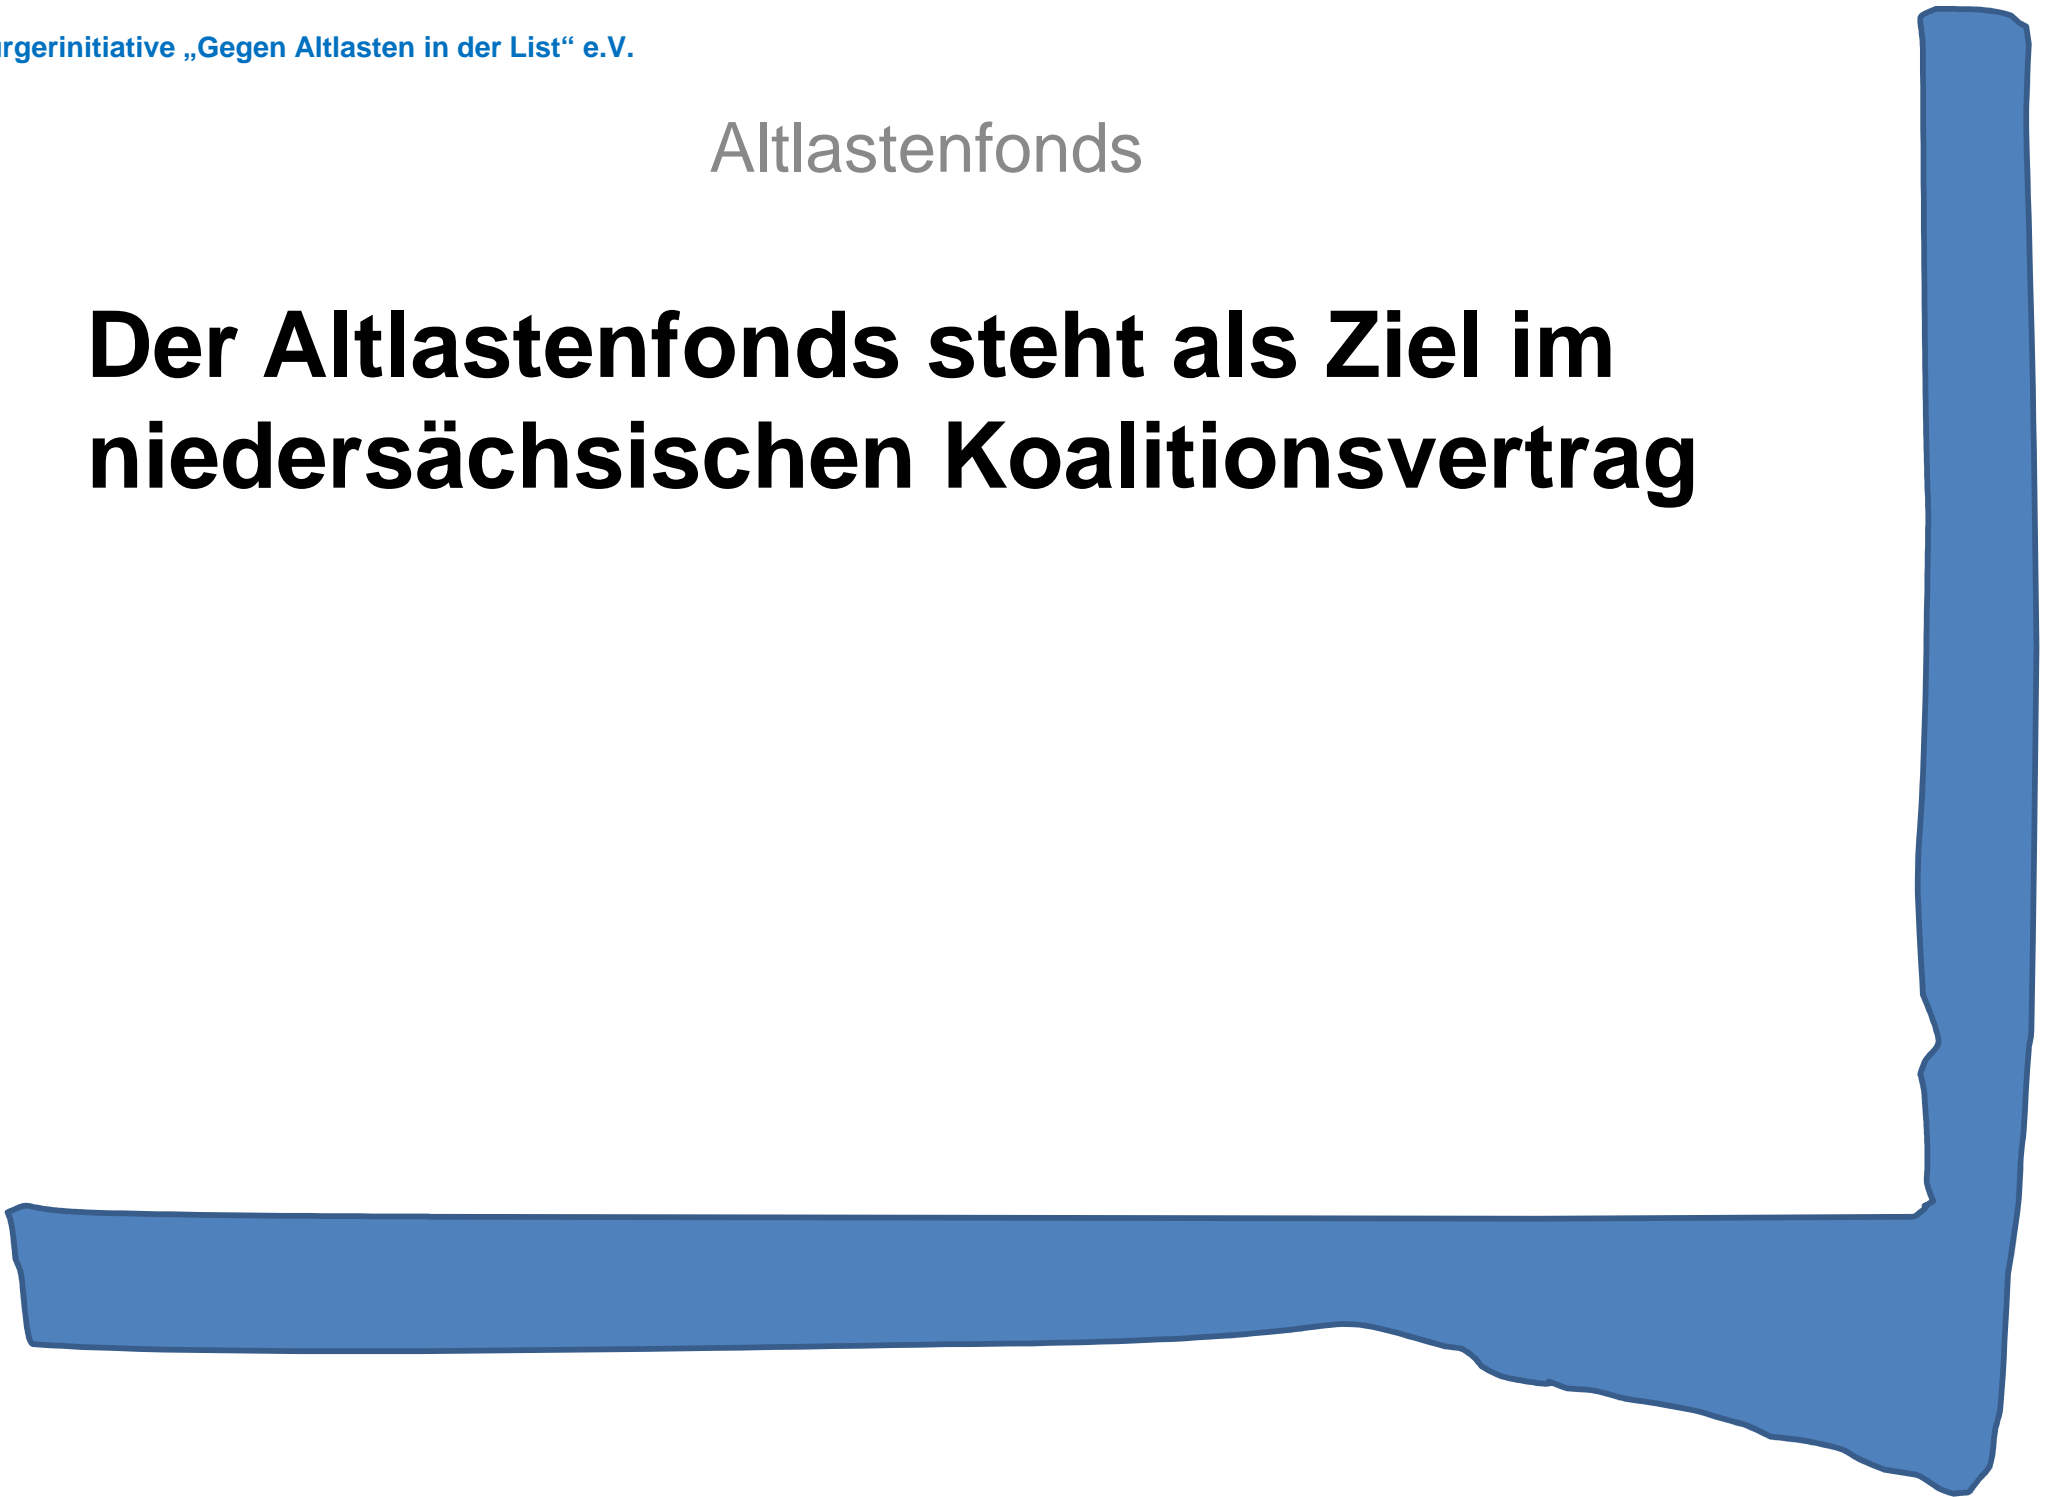 rgerinitiative „Gegen Altlasten in der List“ e.V.
Altlastenfonds
Der Altlastenfonds steht als Ziel im
niedersächsischen Koalitionsvertrag